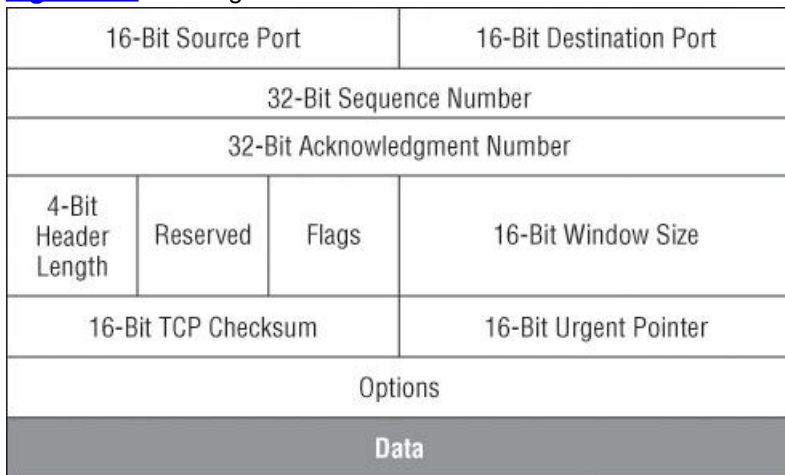 16-Bit Source Port
16-Bit Destination Port
32-Bit Sequence Number
32-Bit Acknowledgment Number
4-Bit
Header
Length
Reserved
Flags
16-Bit Window Size
16-Bit TCP Checksum
16-Bit Urgent Pointer
Options
Data